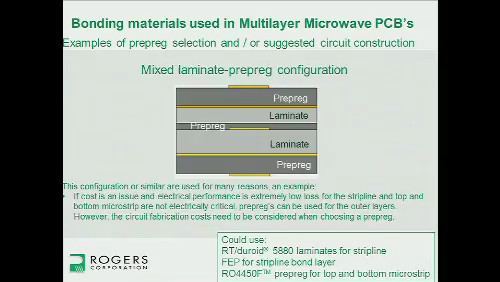 Bonding materials used in Multilayer Microwave PCB's
Examples of prepreg selection and / or suggested circuit construction
Mixed laminate-prepreg configuration
Prepreg
Laminate
Prepreg
Laminate
Prepreg
This configuration or similar are used for many reasons, an example:
• If cost is an issue and electrical performance is extremely low loss for the stripline and top and
bottom microstrip are not electrically critical, prepreg's can be used for the outer layers.
However, the circuit fabrication costs need to be considered when choosing a prepreg.
Could use:
RT/duroid® 5880 laminates for stripline
FEP for stripline bond layer
RO4450F™ prepreg for top and bottom microstrip
ROGERS
CORPORATION